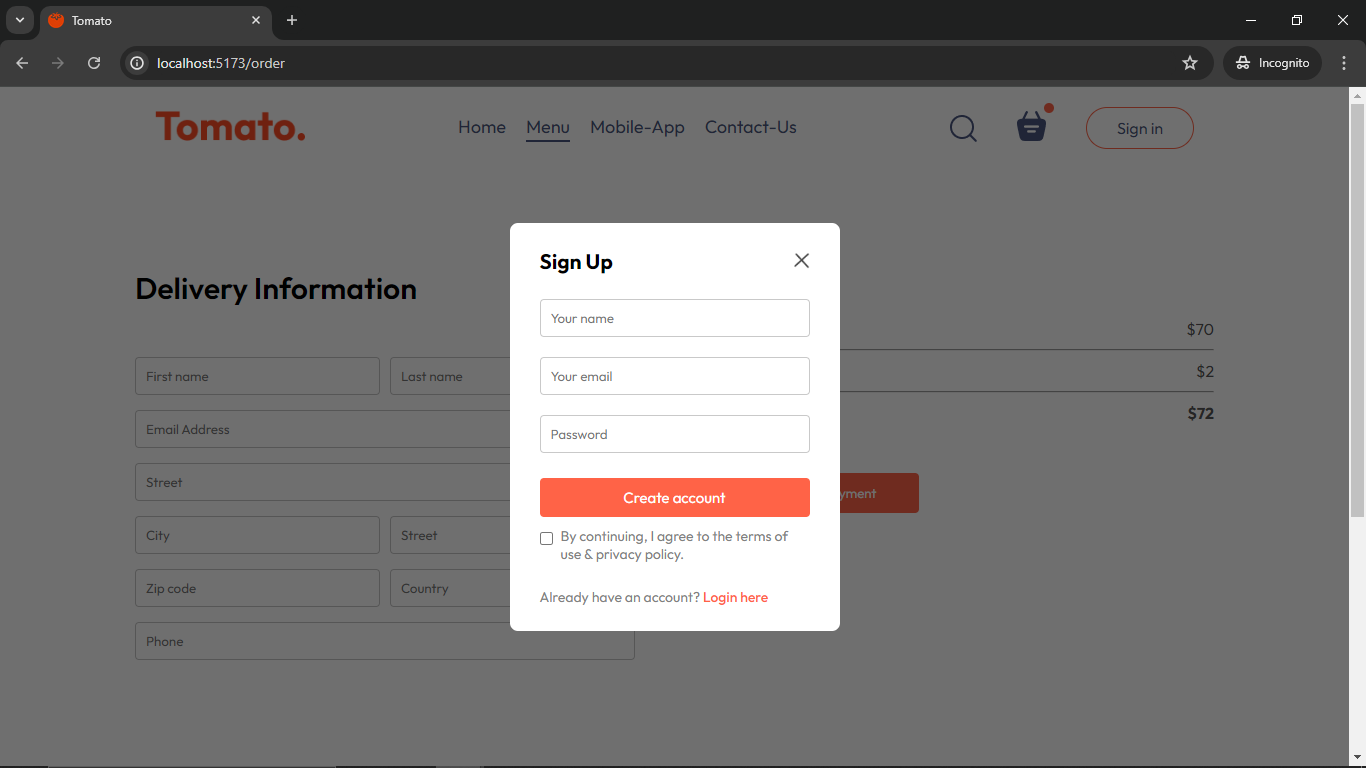 Tomato
localhost:5173/order
Incognito
Tomato.
Home
Menu
Mobile-App
Contact-Us
Sign in
Sign Up
Your name
Your email
Password
Create account
By continuing, I agree to the terms of
use & privacy policy.
Already have an account? Login here
Delivery Information
First name
Last name
Email Address
Street
City
Street
Zip code
Country
Phone
$70
$2
$72
yment